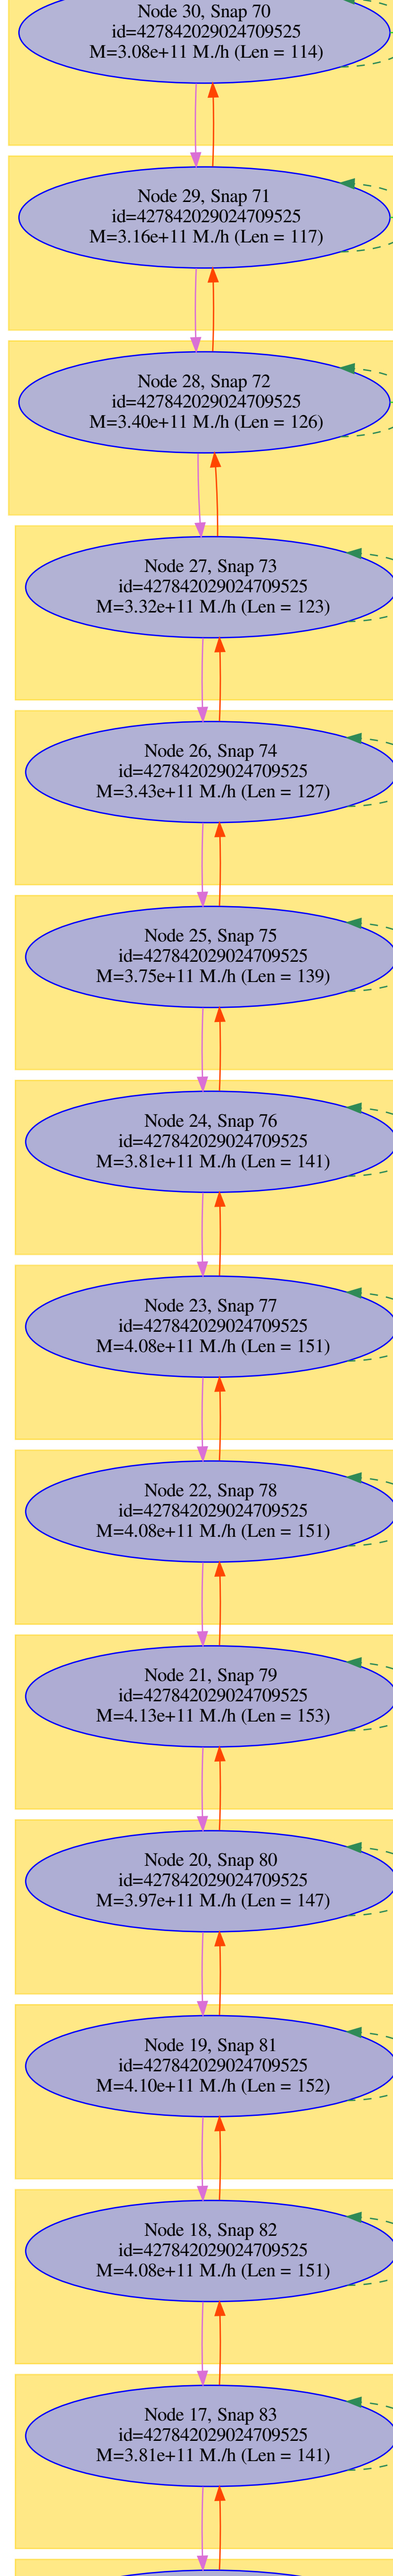 Node 30, Snap 70
id=427842029024709525
M=3.08e+11 M./h (Len = 114)
Node 29, Snap 71
id=427842029024709525
M=3.16e+11 M./h (Len = 117)
Node 28, Snap 72
id=427842029024709525
M=3.40e+11 M./h (Len = 126)
Node 27, Snap 73
id=427842029024709525
M=3.32e+11 M./h (Len = 123)
Node 26, Snap 74
id=427842029024709525
M=3.43e+11 M./h (Len = 127)
Node 25, Snap 75
id=427842029024709525
M=3.75e+11 M./h (Len = 139)
Node 24, Snap 76
id=427842029024709525
M=3.81e+11 M./h (Len = 141)
Node 23, Snap 77
id=427842029024709525
M=4.08e+11 M./h (Len = 151)
Node 22, Snap 78
id=427842029024709525
M=4.08e+11 M./h (Len = 151)
Node 21, Snap 79
id=427842029024709525
M=4.13e+11 M./h (Len = 153)
Node 20, Snap 80
id=427842029024709525
M=3.97e+11 M./h (Len = 147)
Node 19, Snap 81
id=427842029024709525
M=4.10e+11 M./h (Len = 152)
Node 18, Snap 82
id=427842029024709525
M=4.08e+11 M./h (Len = 151)
Node 17, Snap 83
id=427842029024709525
M=3.81e+11 M./h (Len = 141)